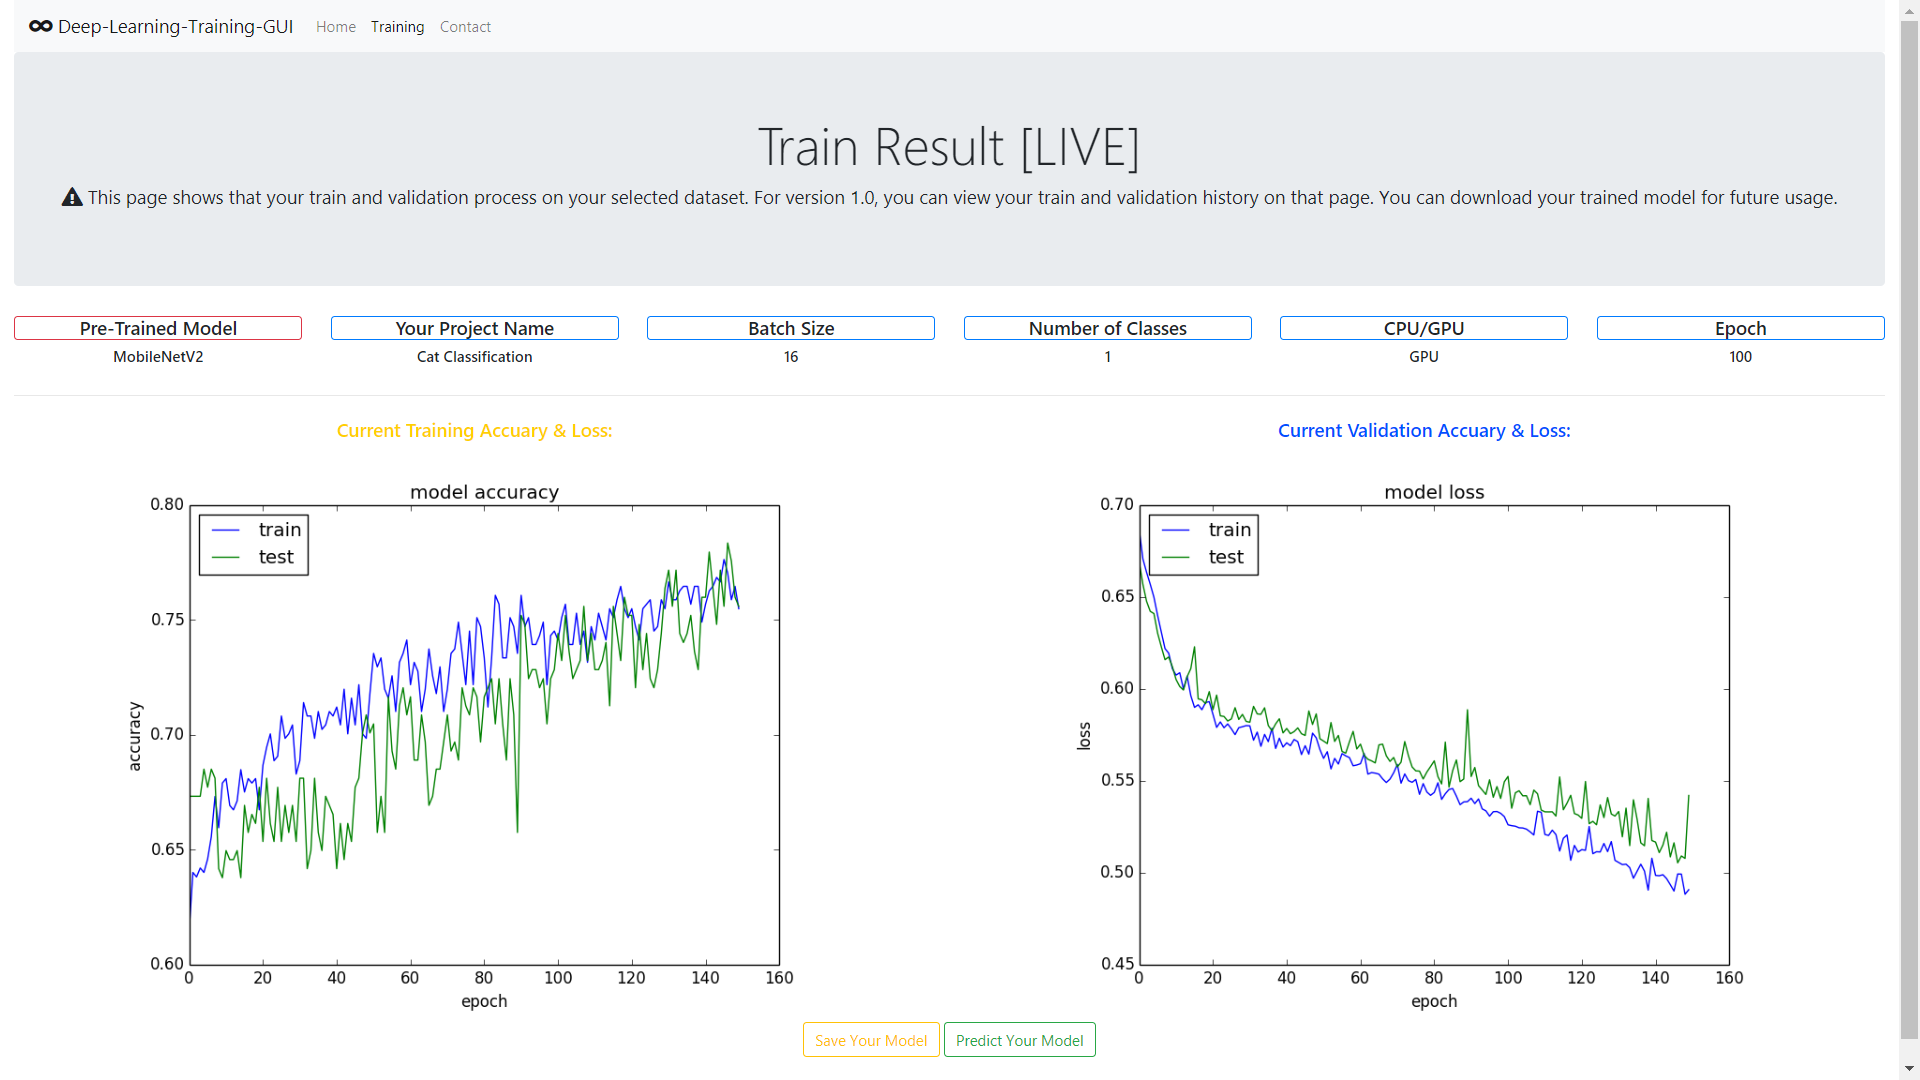 Deep-Learning-Training-GUI Home Training Contact
Train Result [LIVE]
This page shows that your train and validation process on your selected dataset. For version 1.0, you can view your train and validation history on that page. You can download your trained model for future usage.
Pre-Trained Model Your Project Name Batch Size Number of Classes CPU/GPU Epoch
MobileNetV2 Cat Classification 16 1 GPU 100
Current Training Accuary & Loss:
Current Validation Accuary & Loss:
model accuracy
0.80
train
test
0.75
0.70
accuracy
0.65
0.60
0 20 40 60 80 100 120 140 160
epoch
model loss
0.70
train
test
0.65
0.60
loss
0.55
0.50
0.45
0 20 40 60 80 100 120 140 160
epoch
Save Your Model Predict Your Model